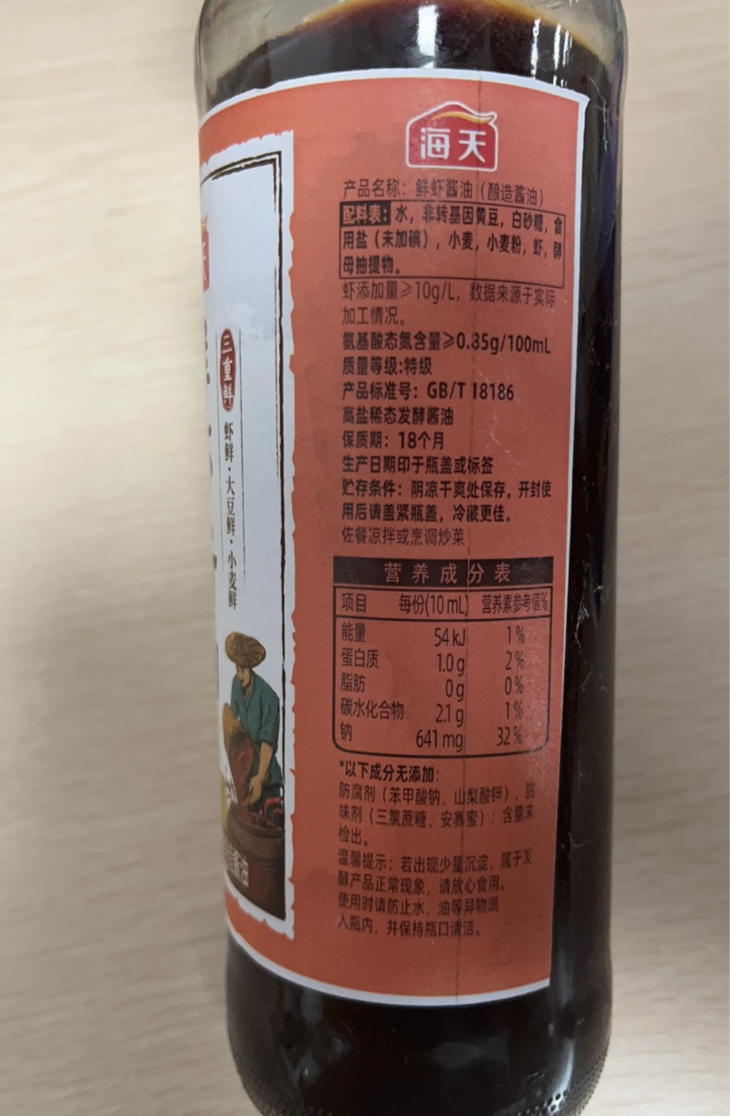 海天
产品名称：鲜虾酱油（酿造酱油）
配料表：水，非转基因黄豆，白砂糖，食
用盐（未加碘），小麦，小麦粉，虾，酵
母抽提物。
虾添加量≥10g/L，数据来源于实际
加工情况。
氨基酸态氮含量≥0.85g/100mL
质量等级:特级
产品标准号：GB/T 18186
高盐稀态发酵酱油
保质期：18个月
生产日期印于瓶盖或标签
贮存条件：阴凉干爽处保存。开封使
用后请盖紧瓶盖，冷藏更佳。
佐餐凉拌或烹调炒菜
营养成分表
项目 每份(10 mL) 营养素参考值%
能量 54 kJ 1%
蛋白质 1.0 g 2%
脂肪 0 g 0%
碳水化合物 2.1 g 1%
钠 641 mg 32%
*以下成分无添加：
防腐剂（苯甲酸钠、山梨酸钾）、甜
味剂（三氯蔗糖、安赛蜜）：含量未
检出。
温馨提示：若出现少量沉淀，属于发
酵产品正常现象，请放心食用。
使用时请防止水、油等异物溅
入瓶内，并保持瓶口清洁。
天
三重鲜
虾鲜·大豆鲜·小麦鲜